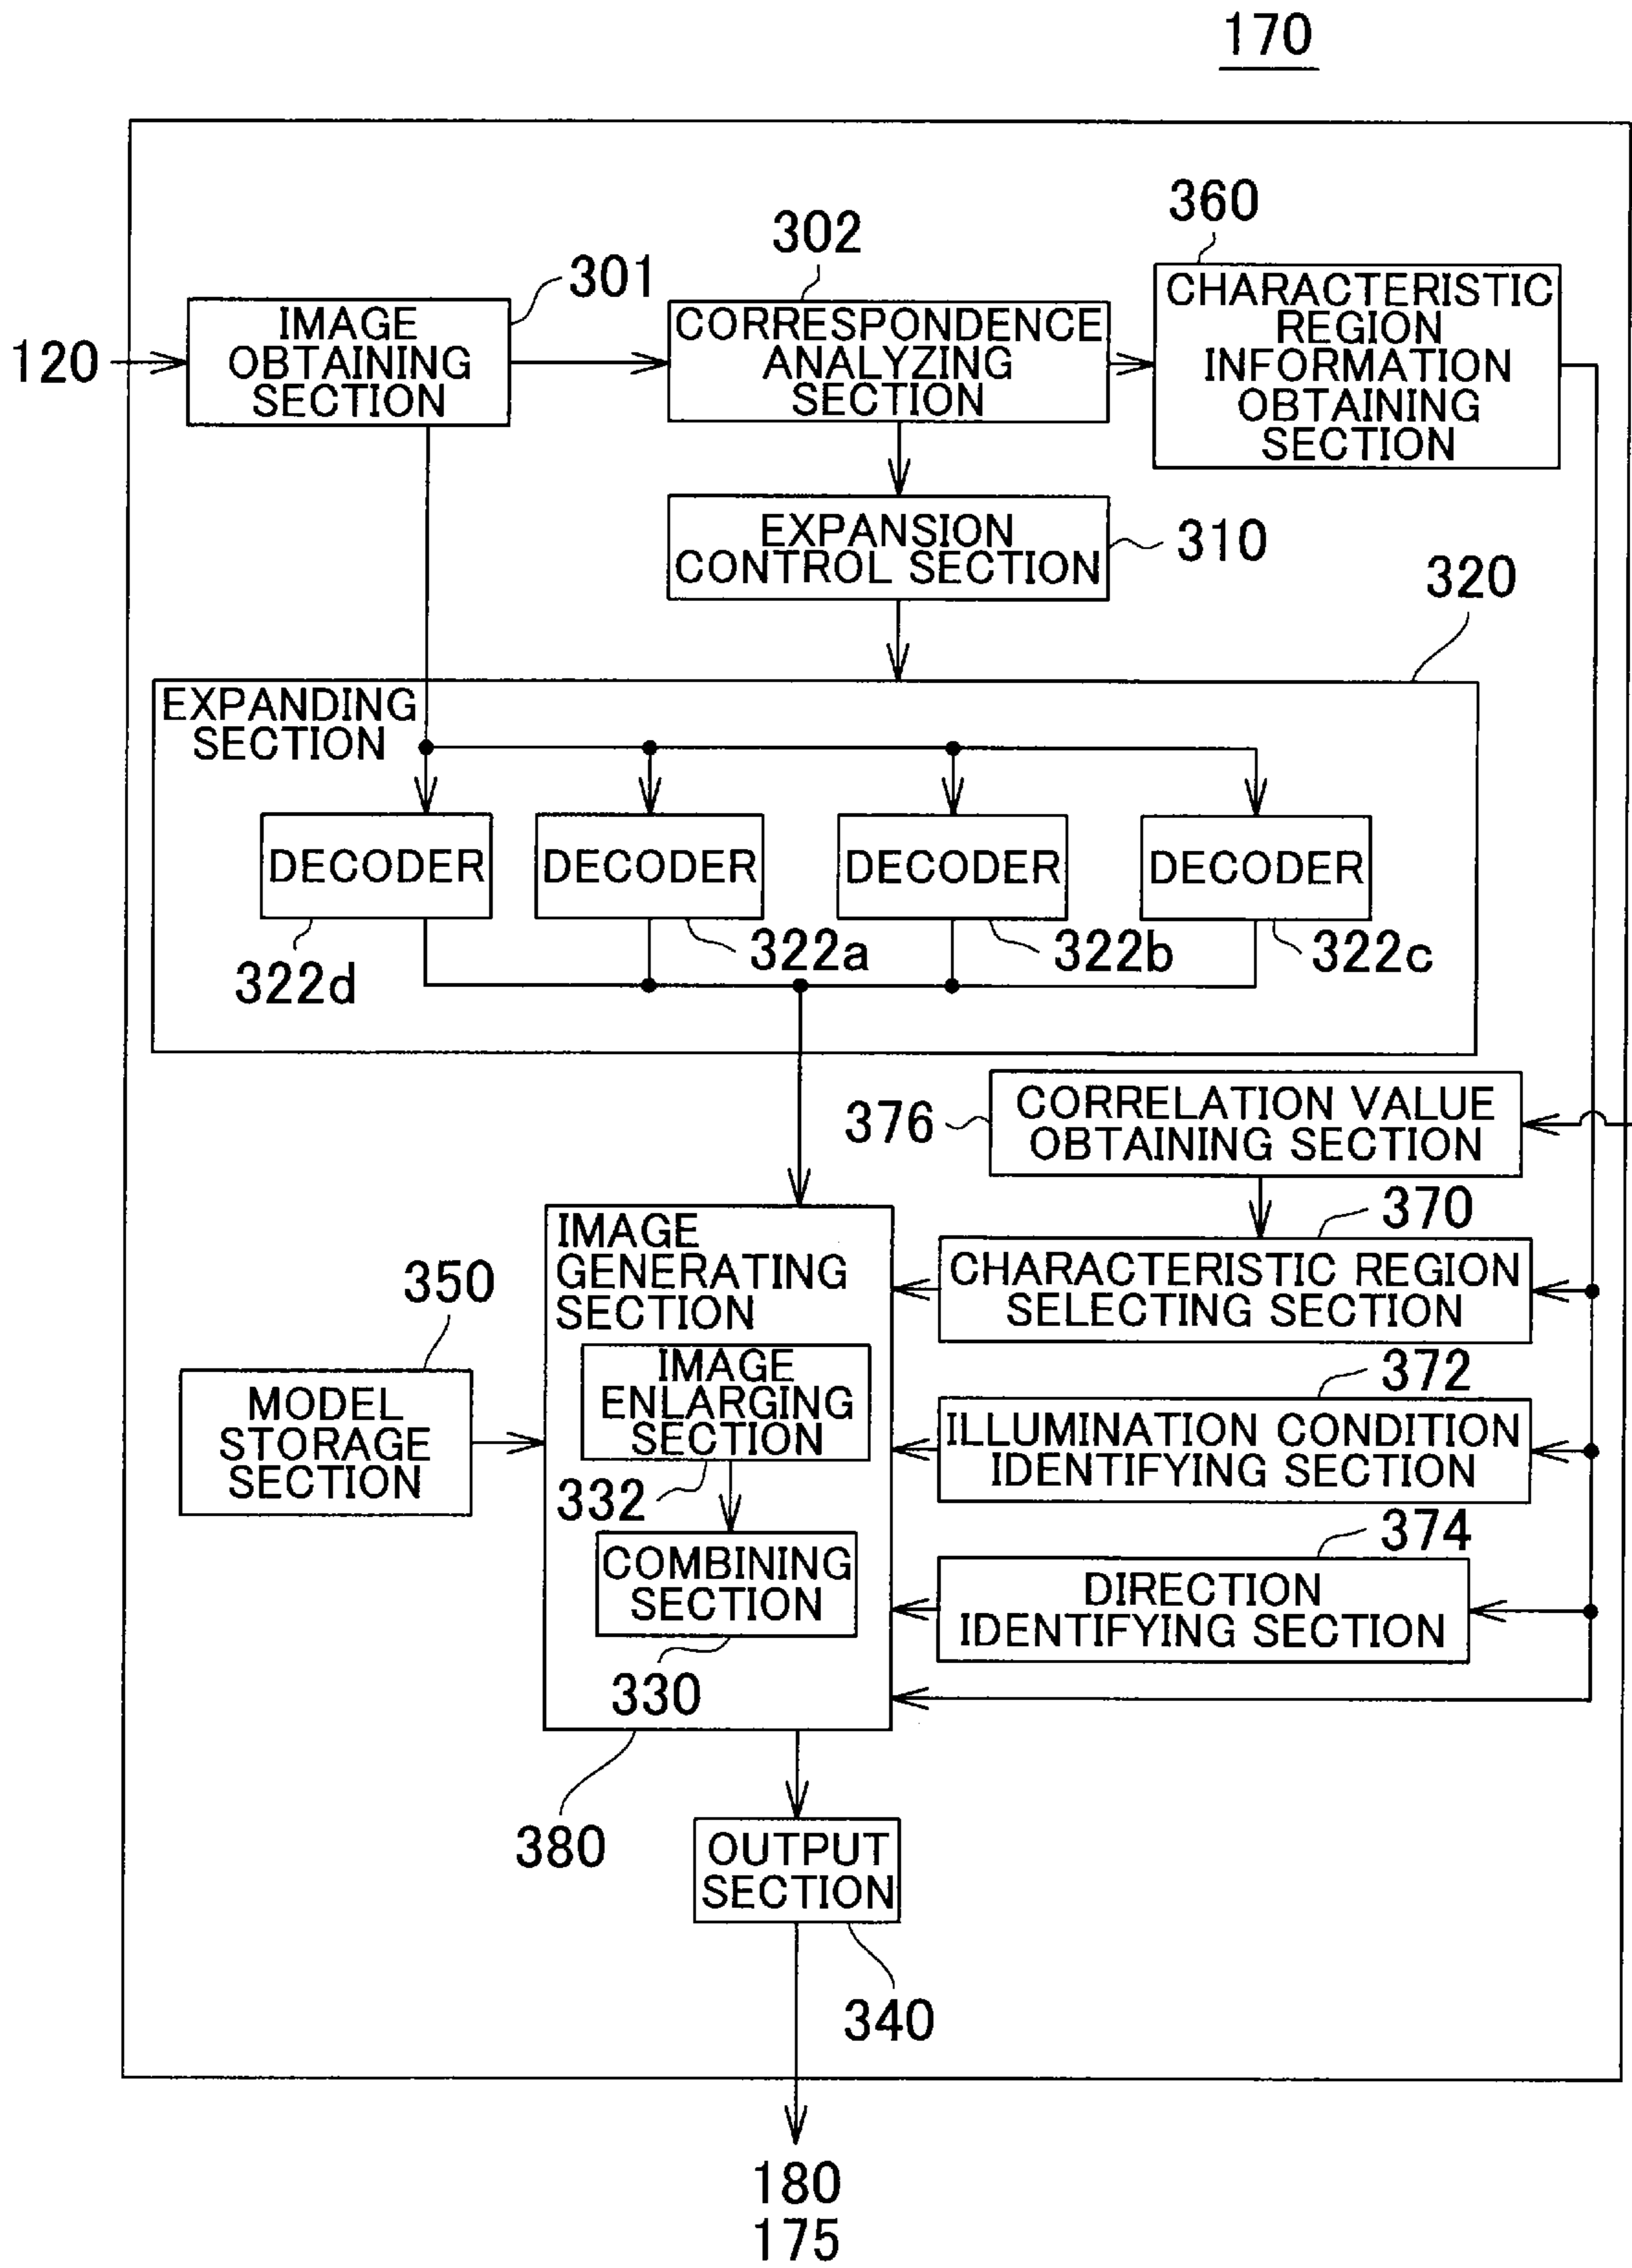 170
360
302
301
IMAGE
OBTAINING
SECTION
CORRESPONDENCE
ANALYZING
SECTION
CHARACTERISTIC
REGION
INFORMATION
OBTAINING
SECTION
120
EXPANSION
CONTROL SECTION
310
320
EXPANDING
SECTION
DECODER
DECODER
DECODER
DECODER
322d
322a
322b
322c
376
CORRELATION VALUE
OBTAINING SECTION
370
IMAGE
GENERATING
SECTION
CHARACTERISTIC REGION
SELECTING SECTION
350
MODEL
STORAGE
SECTION
IMAGE
ENLARGING
SECTION
372
ILLUMINATION CONDITION
IDENTIFYING SECTION
332
374
COMBINING
SECTION
DIRECTION
IDENTIFYING SECTION
330
380
OUTPUT
SECTION
340
180
175